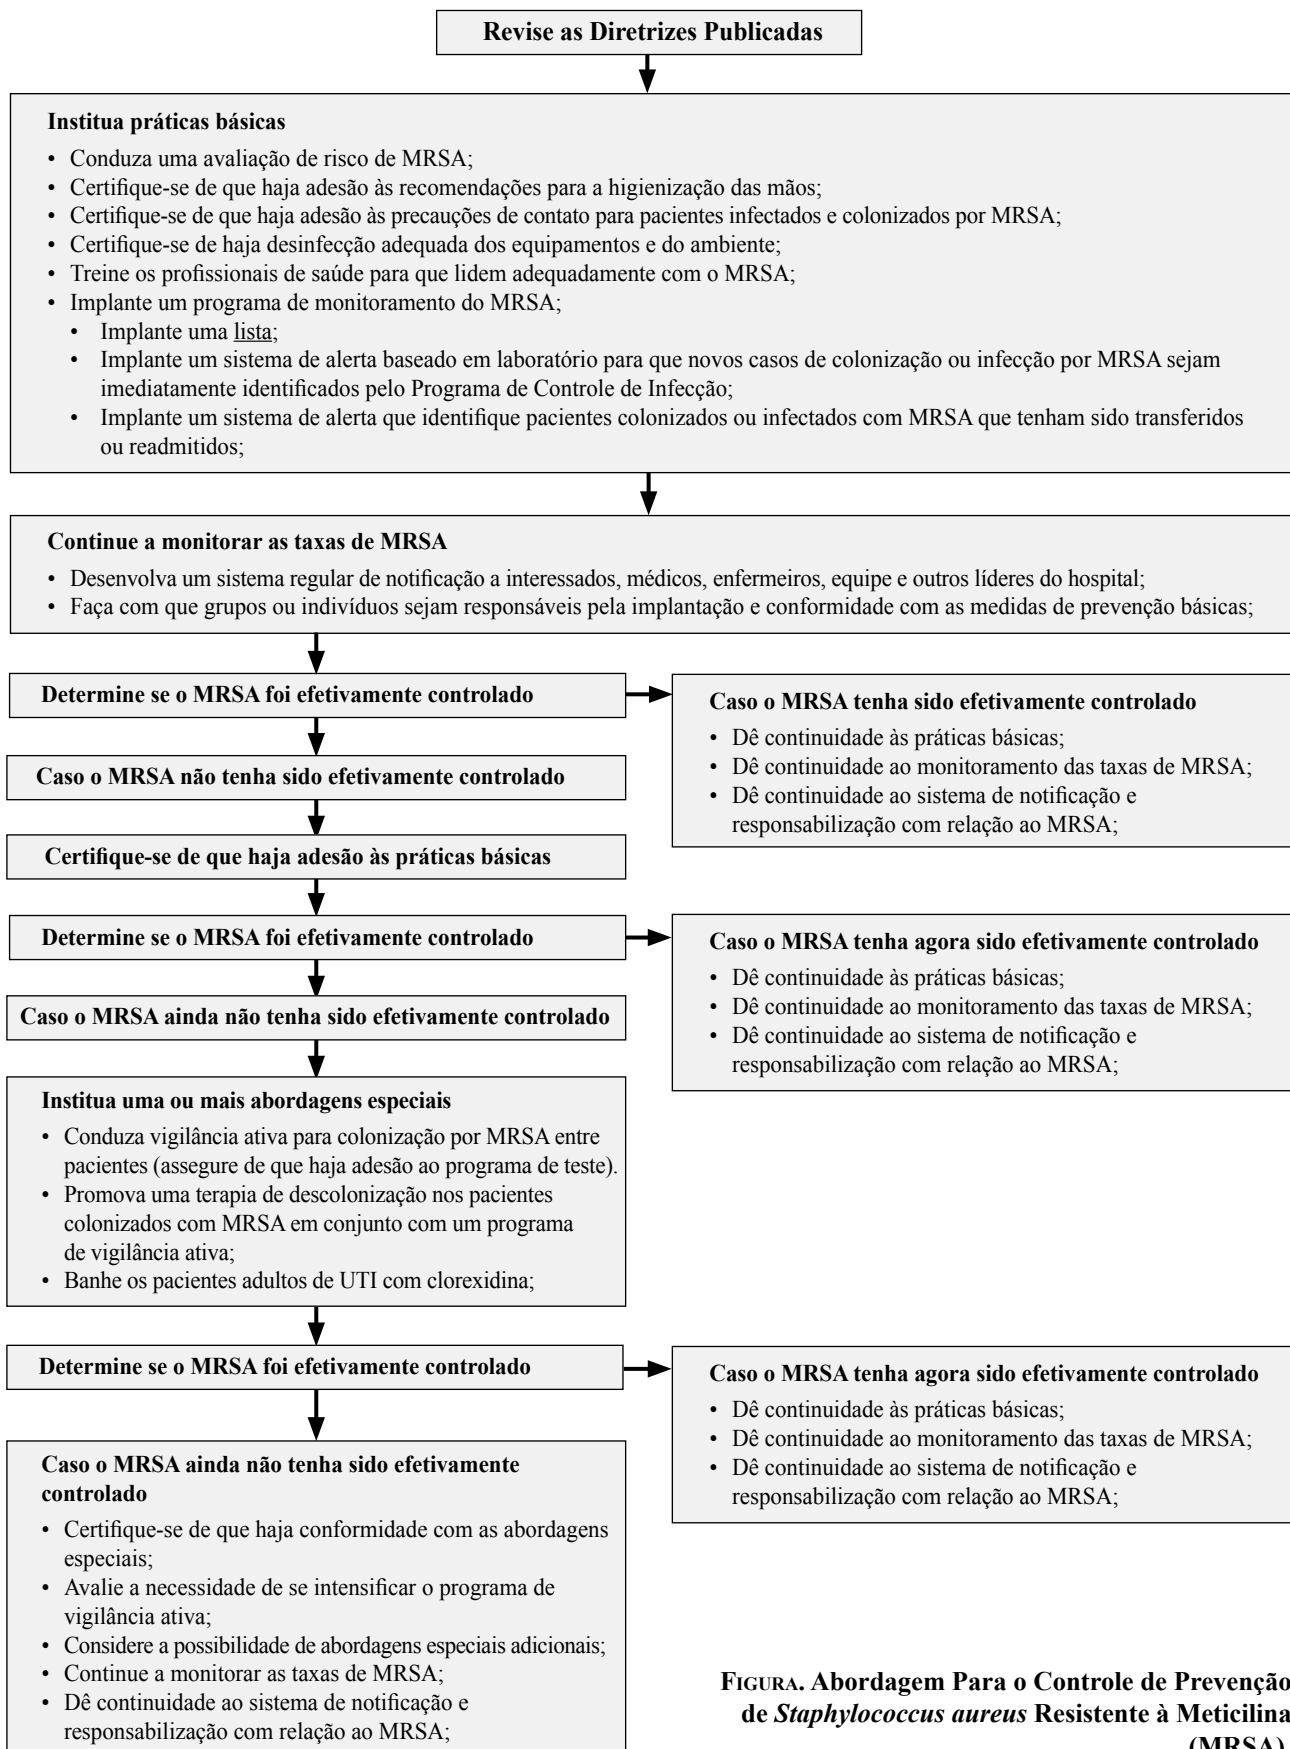 Revise as Diretrizes Publicadas
Institua práticas básicas
• Conduza uma avaliação de risco de MRSA;
• Certifique-se de que haja adesão às recomendações para a higienização das mãos;
• Certifique-se de que haja adesão às precauções de contato para pacientes infectados e colonizados por MRSA;
• Certifique-se de haja desinfecção adequada dos equipamentos e do ambiente;
• Treine os profissionais de saúde para que lidem adequadamente com o MRSA;
• Implante um programa de monitoramento do MRSA;
• Implante uma lista;
• Implante um sistema de alerta baseado em laboratório para que novos casos de colonização ou infecção por MRSA sejam
imediatamente identificados pelo Programa de Controle de Infecção;
• Implante um sistema de alerta que identifique pacientes colonizados ou infectados com MRSA que tenham sido transferidos
ou readmitidos;
Continue a monitorar as taxas de MRSA
• Desenvolva um sistema regular de notificação a interessados, médicos, enfermeiros, equipe e outros líderes do hospital;
• Faça com que grupos ou indivíduos sejam responsáveis pela implantação e conformidade com as medidas de prevenção básicas;
Determine se o MRSA foi efetivamente controlado
Caso o MRSA tenha sido efetivamente controlado
• Dê continuidade às práticas básicas;
• Dê continuidade ao monitoramento das taxas de MRSA;
• Dê continuidade ao sistema de notificação e
responsabilização com relação ao MRSA;
Caso o MRSA não tenha sido efetivamente controlado
Certifique-se de que haja adesão às práticas básicas
Determine se o MRSA foi efetivamente controlado
Caso o MRSA tenha agora sido efetivamente controlado
• Dê continuidade às práticas básicas;
• Dê continuidade ao monitoramento das taxas de MRSA;
• Dê continuidade ao sistema de notificação e
responsabilização com relação ao MRSA;
Caso o MRSA ainda não tenha sido efetivamente controlado
Institua uma ou mais abordagens especiais
• Conduza vigilância ativa para colonização por MRSA entre
pacientes (assegure de que haja adesão ao programa de teste).
• Promova uma terapia de descolonização nos pacientes
colonizados com MRSA em conjunto com um programa
de vigilância ativa;
• Banhe os pacientes adultos de UTI com clorexidina;
Determine se o MRSA foi efetivamente controlado
Caso o MRSA tenha agora sido efetivamente controlado
• Dê continuidade às práticas básicas;
• Dê continuidade ao monitoramento das taxas de MRSA;
• Dê continuidade ao sistema de notificação e
responsabilização com relação ao MRSA;
Caso o MRSA ainda não tenha sido efetivamente
controlado
• Certifique-se de que haja conformidade com as abordagens
especiais;
• Avalie a necessidade de se intensificar o programa de
vigilância ativa;
• Considere a possibilidade de abordagens especiais adicionais;
• Continue a monitorar as taxas de MRSA;
• Dê continuidade ao sistema de notificação e
responsabilização com relação ao MRSA;
FIGURA. Abordagem Para o Controle de Prevenção
de Staphylococcus aureus Resistente à Meticilina
(MRSA)